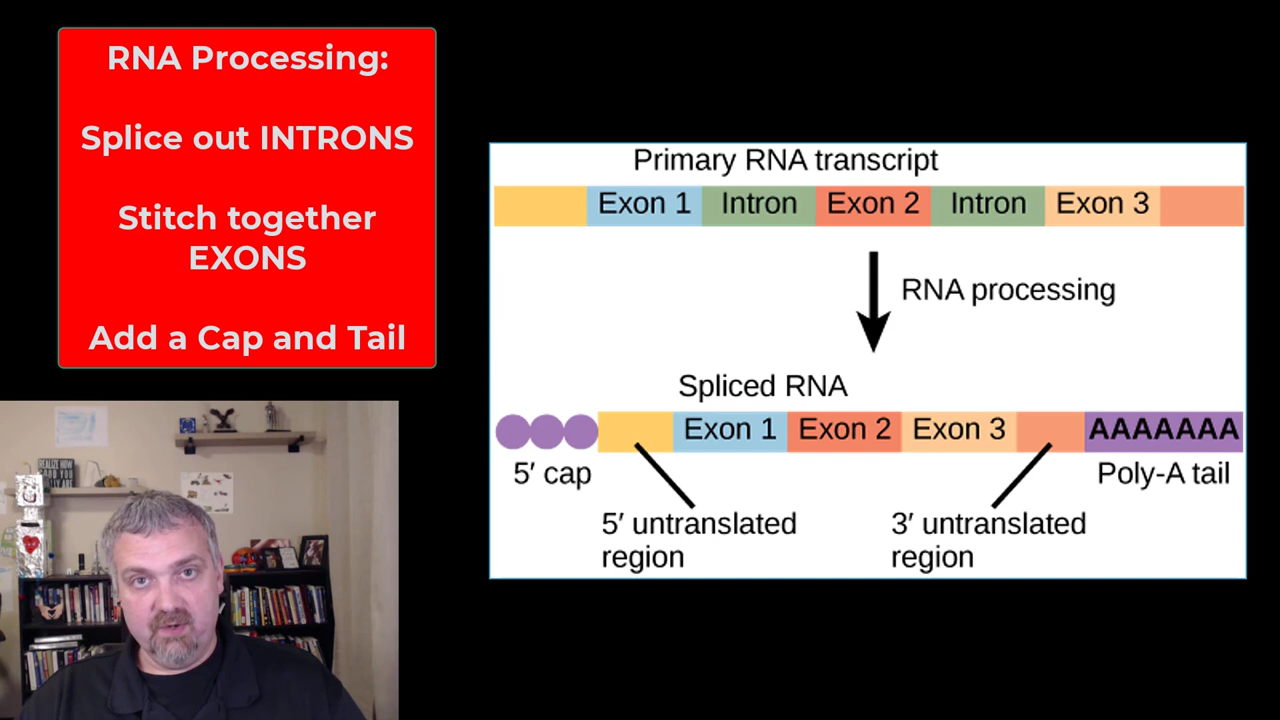 RNA Processing:
Splice out INTRONS
Stitch together
EXONS
Add a Cap and Tail
Primary RNA transcript
Exon 1 Intron Exon 2 Intron Exon 3
RNA processing
Spliced RNA
Exon 1 Exon 2 Exon 3 AAAAAAA
5′ cap Poly-A tail
5′ untranslated
region
3′ untranslated
region